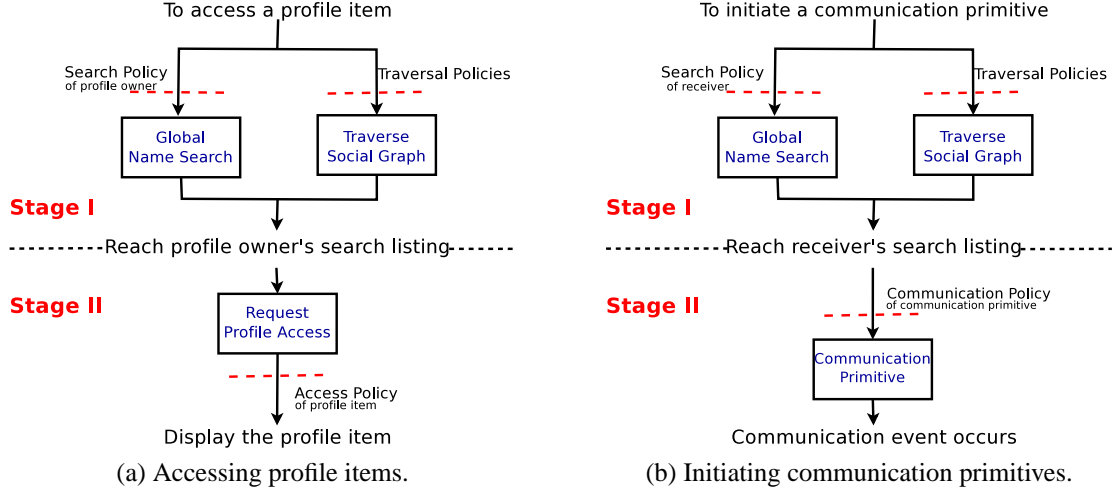 To access a profile item
Search Policy
of profile owner
Traversal Policies
Global
Name Search
Traverse
Social Graph
Stage I
Reach profile owner's search listing
Stage II
Request
Profile Access
Access Policy
of profile item
Display the profile item
(a) Accessing profile items.
To initiate a communication primitive
Search Policy
of receiver
Traversal Policies
Global
Name Search
Traverse
Social Graph
Stage I
Reach receiver's search listing
Stage II
Communication Policy
of communication primitive
Communication
Primitive
Communication event occurs
(b) Initiating communication primitives.